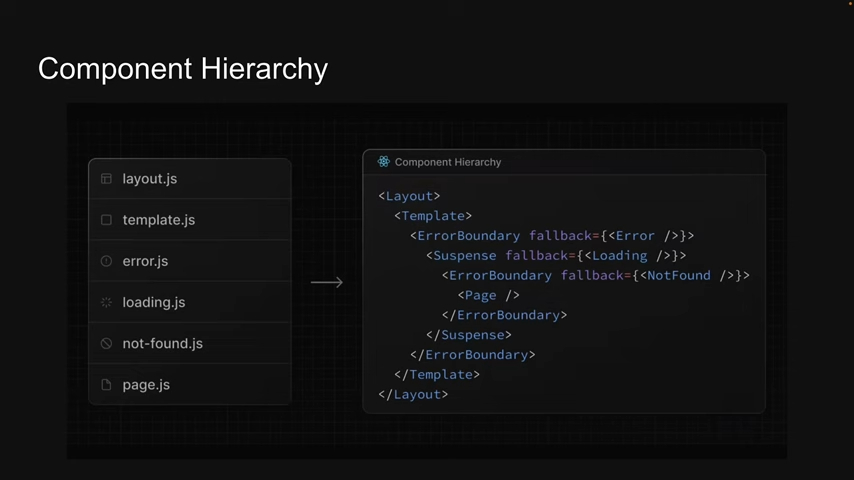 Component Hierarchy
layout.js
template.js
error.js
loading.js
not-found.js
page.js
Component Hierarchy
<Layout>
<Template>
<ErrorBoundary fallback={<Error />}>
<Suspense fallback={<Loading />}>
<ErrorBoundary fallback={<NotFound />}>
<Page />
</ErrorBoundary>
</Suspense>
</ErrorBoundary>
</Template>
</Layout>